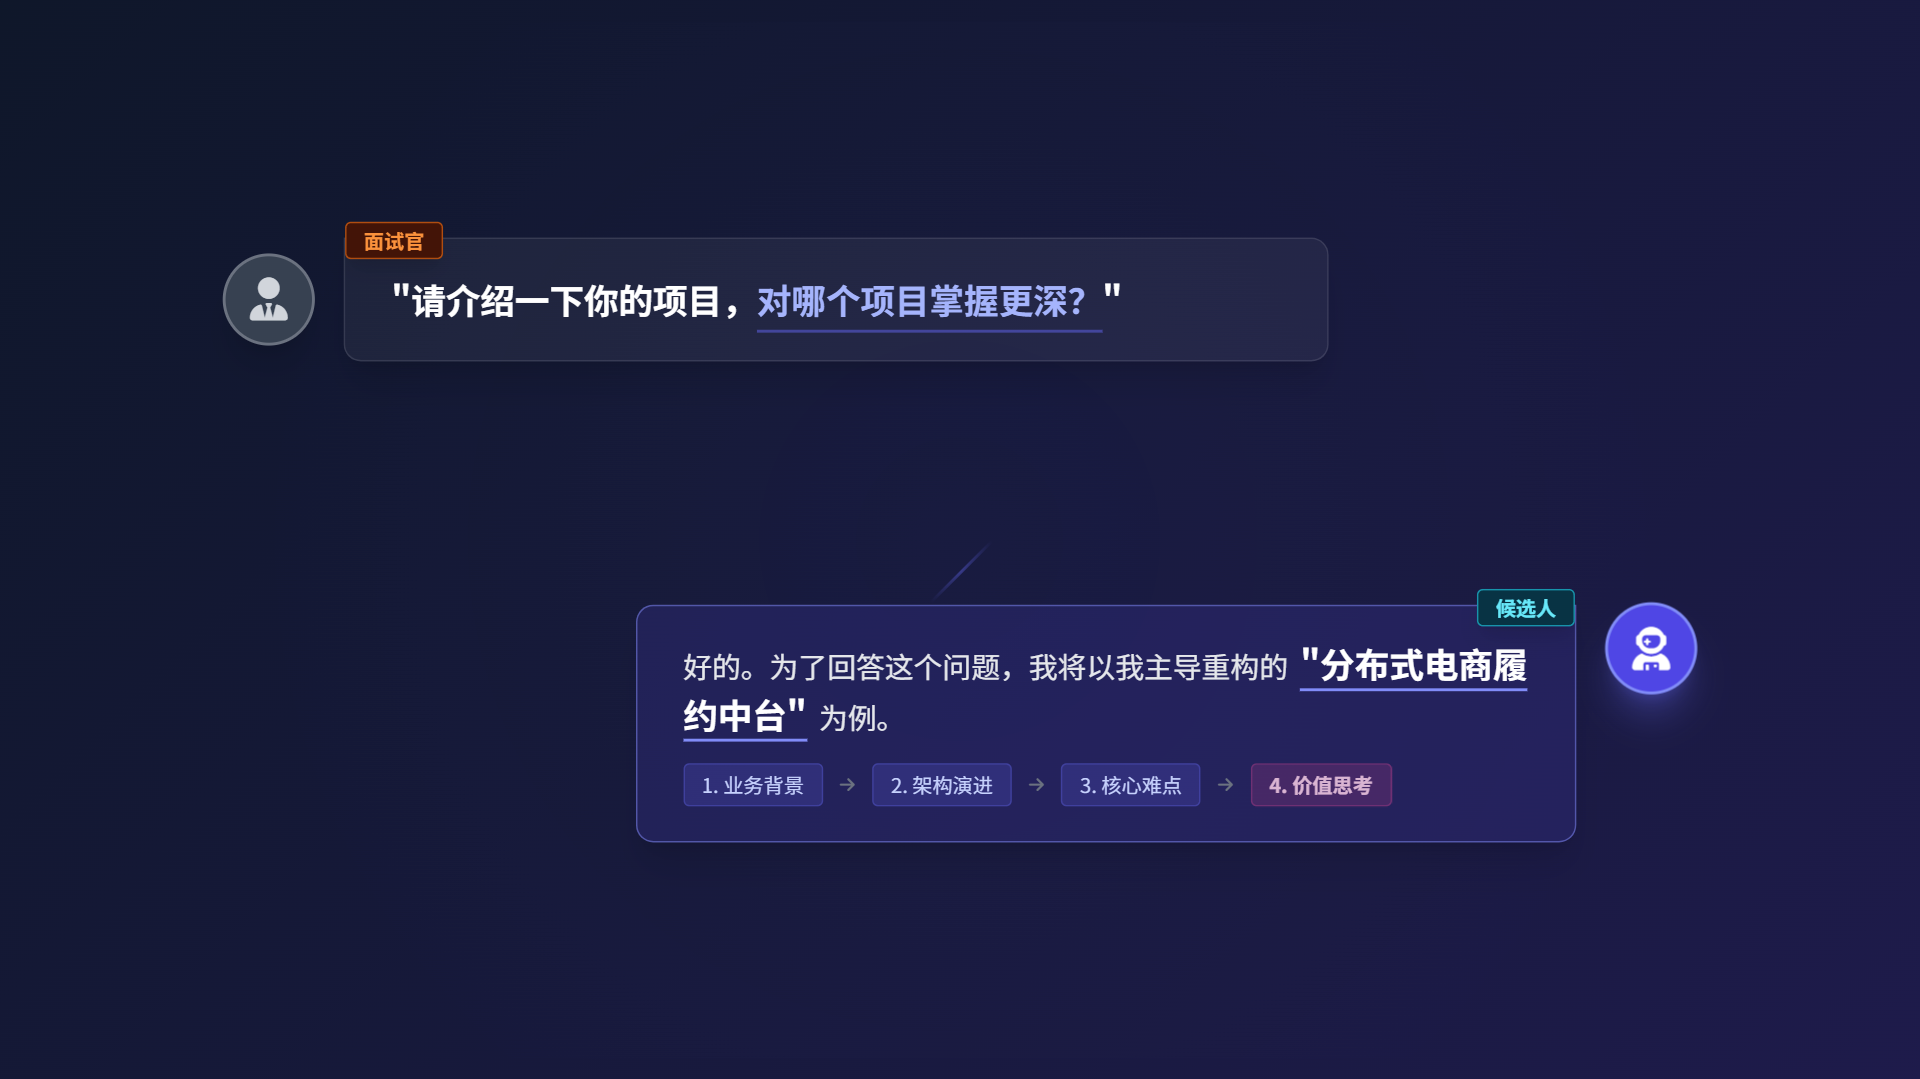 面试官
"请介绍一下你的项目，对哪个项目掌握更深？"
候选人
好的。为了回答这个问题，我将以我主导重构的 "分布式电商履
约中台" 为例。
1. 业务背景 → 2. 架构演进 → 3. 核心难点 → 4. 价值思考